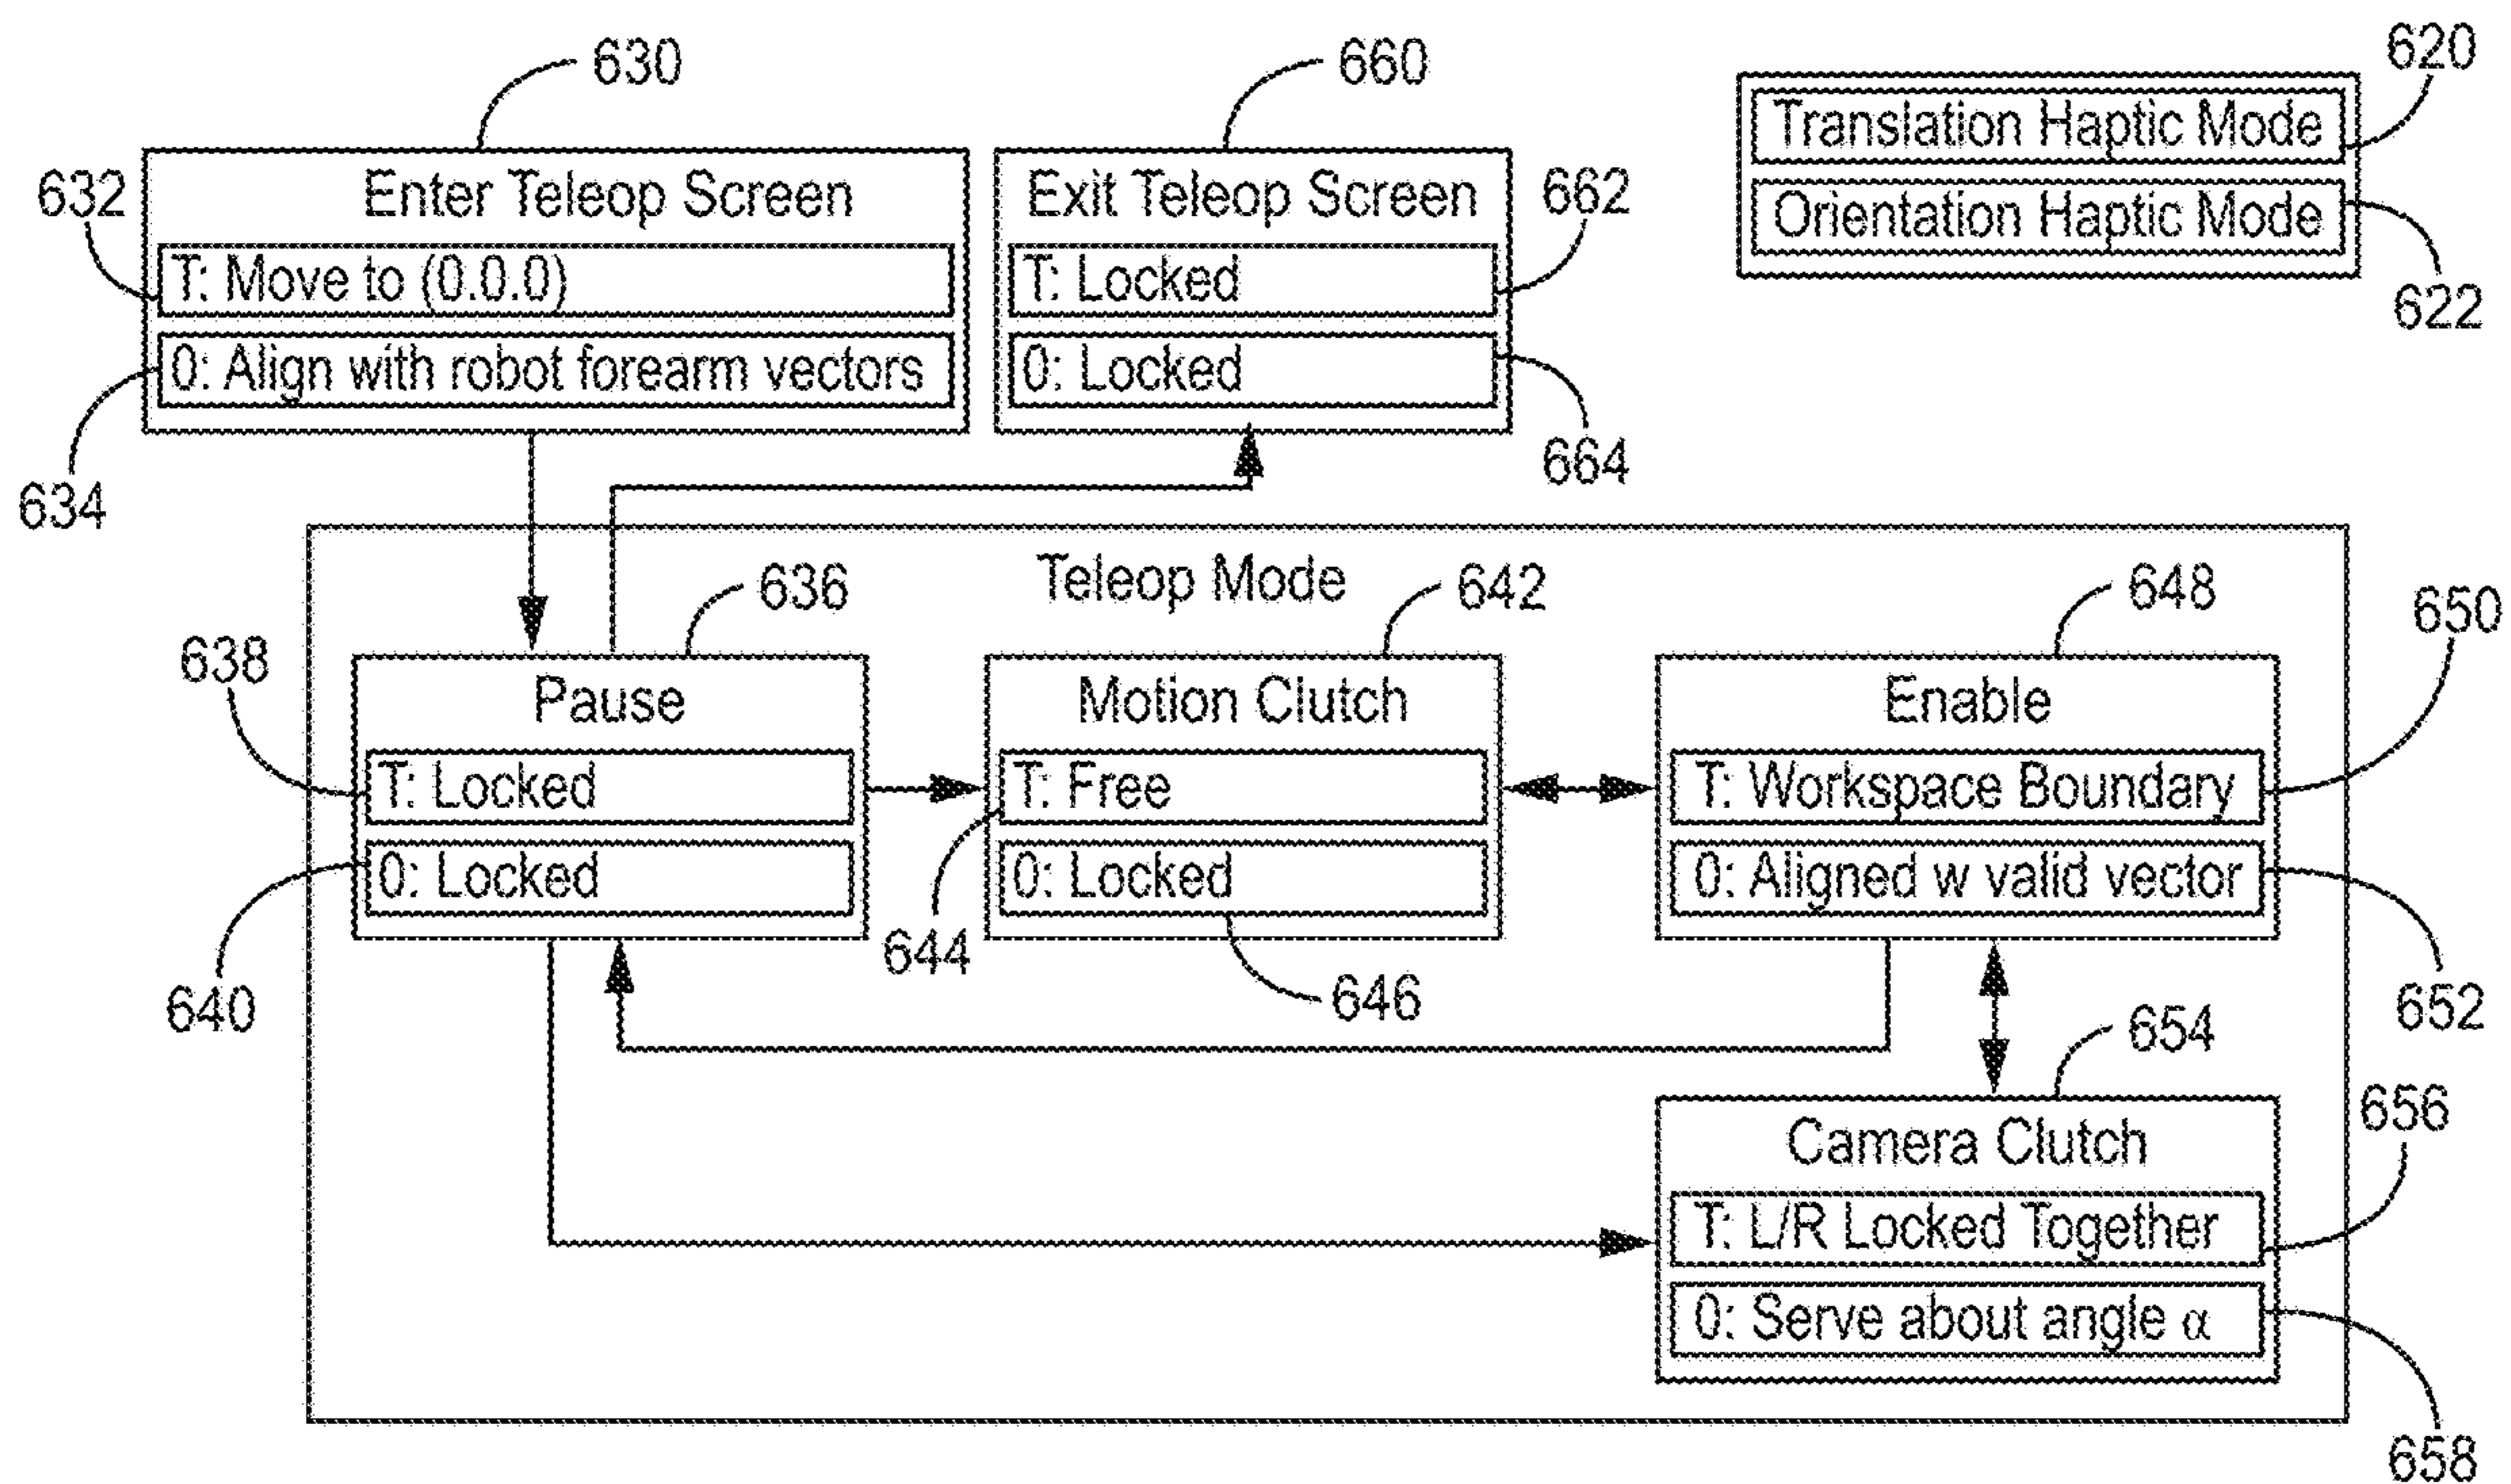 630
660
620
Translation Haptic Mode
Orientation Haptic Mode
622
632
Enter Teleop Screen
T: Move to (0.0.0)
0: Align with robot forearm vectors
634
Exit Teleop Screen
662
T: Locked
0: Locked
664
Teleop Mode
636
642
648
650
638
Pause
T: Locked
0: Locked
640
Motion Clutch
T: Free
0: Locked
644
646
Enable
T: Workspace Boundary
0: Aligned w valid vector
652
654
656
Camera Clutch
T: L/R Locked Together
0: Serve about angle α
658